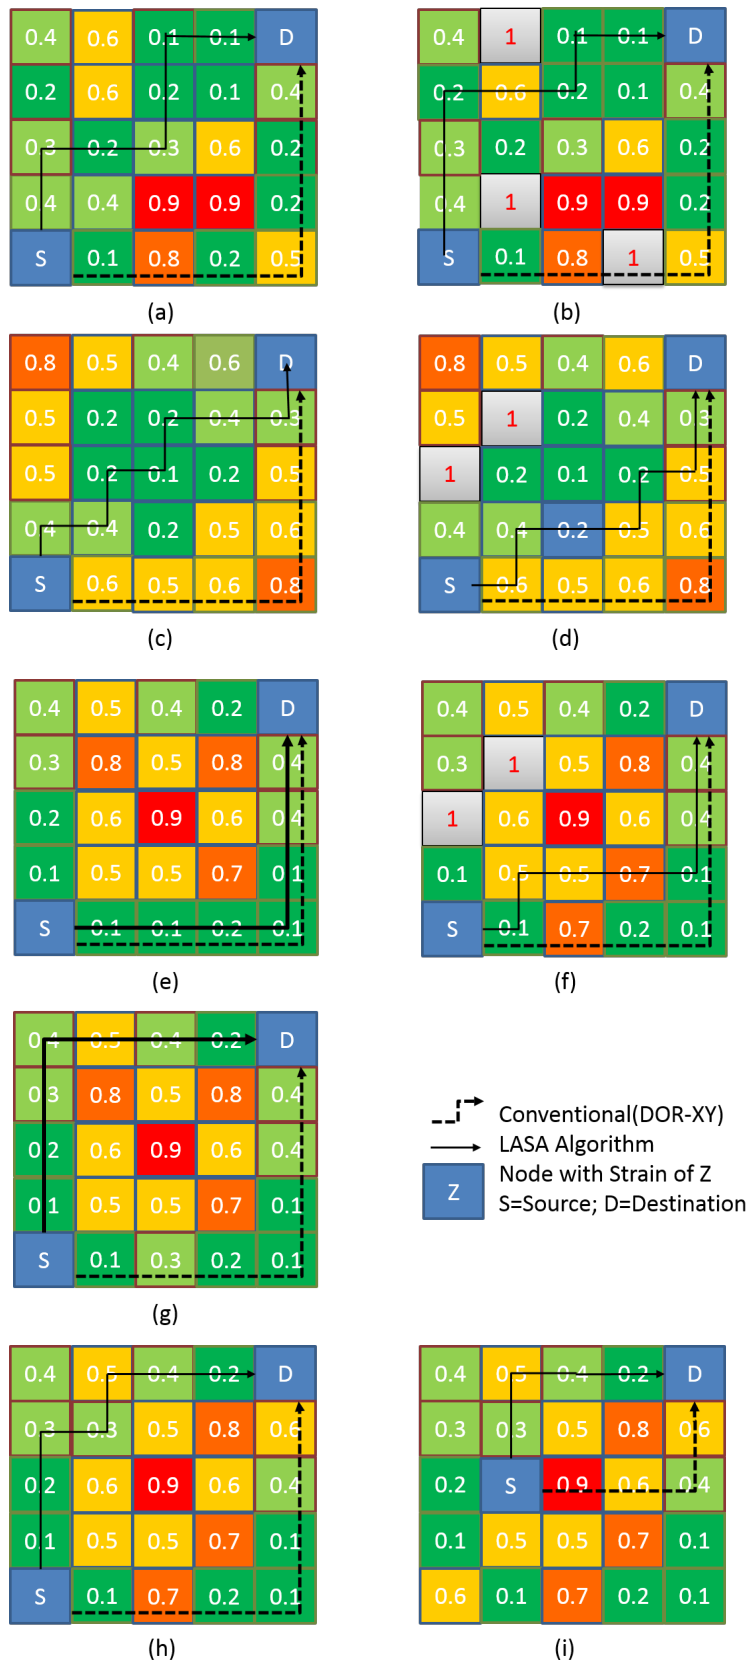 0.4 0.6 0.1 0.1 D
0.2 0.6 0.2 0.1 0.4
0.3 0.2 0.3 0.6 0.2
0.4 0.4 0.9 0.9 0.2
S 0.1 0.8 0.2 0.5
(a)
0.4 1 0.1 0.1 D
0.2 0.6 0.2 0.1 0.4
0.3 0.2 0.3 0.6 0.2
0.4 1 0.9 0.9 0.2
S 0.1 0.8 1 0.5
(b)
0.8 0.5 0.4 0.6 D
0.5 0.2 0.2 0.4 0.3
0.5 0.2 0.1 0.2 0.5
0.4 0.4 0.2 0.5 0.6
S 0.6 0.5 0.6 0.8
(c)
0.8 0.5 0.4 0.6 D
0.5 1 0.2 0.4 0.3
1 0.2 0.1 0.2 0.5
0.4 0.4 0.2 0.5 0.6
S 0.6 0.5 0.6 0.8
(d)
0.4 0.5 0.4 0.2 D
0.3 0.8 0.5 0.8 0.4
0.2 0.6 0.9 0.6 0.4
0.1 0.5 0.5 0.7 0.1
S 0.1 0.1 0.2 0.1
(e)
0.4 0.5 0.4 0.2 D
0.3 1 0.5 0.8 0.4
1 0.6 0.9 0.6 0.4
0.1 0.5 0.5 0.7 0.1
S 0.1 0.7 0.2 0.1
(f)
0.4 0.5 0.4 0.2 D
0.3 0.8 0.5 0.8 0.4
0.2 0.6 0.9 0.6 0.4
0.1 0.5 0.5 0.7 0.1
S 0.1 0.3 0.2 0.1
(g)
Conventional(DOR-XY)
LASA Algorithm
Z
Node with Strain of Z
S=Source; D=Destination
0.4 0.5 0.4 0.2 D
0.3 0.3 0.5 0.8 0.6
0.2 0.6 0.9 0.6 0.4
0.1 0.5 0.5 0.7 0.1
S 0.1 0.7 0.2 0.1
(h)
0.4 0.5 0.4 0.2 D
0.3 0.3 0.5 0.8 0.6
0.2 S 0.9 0.6 0.4
0.1 0.5 0.5 0.7 0.1
0.6 0.1 0.7 0.2 0.1
(i)